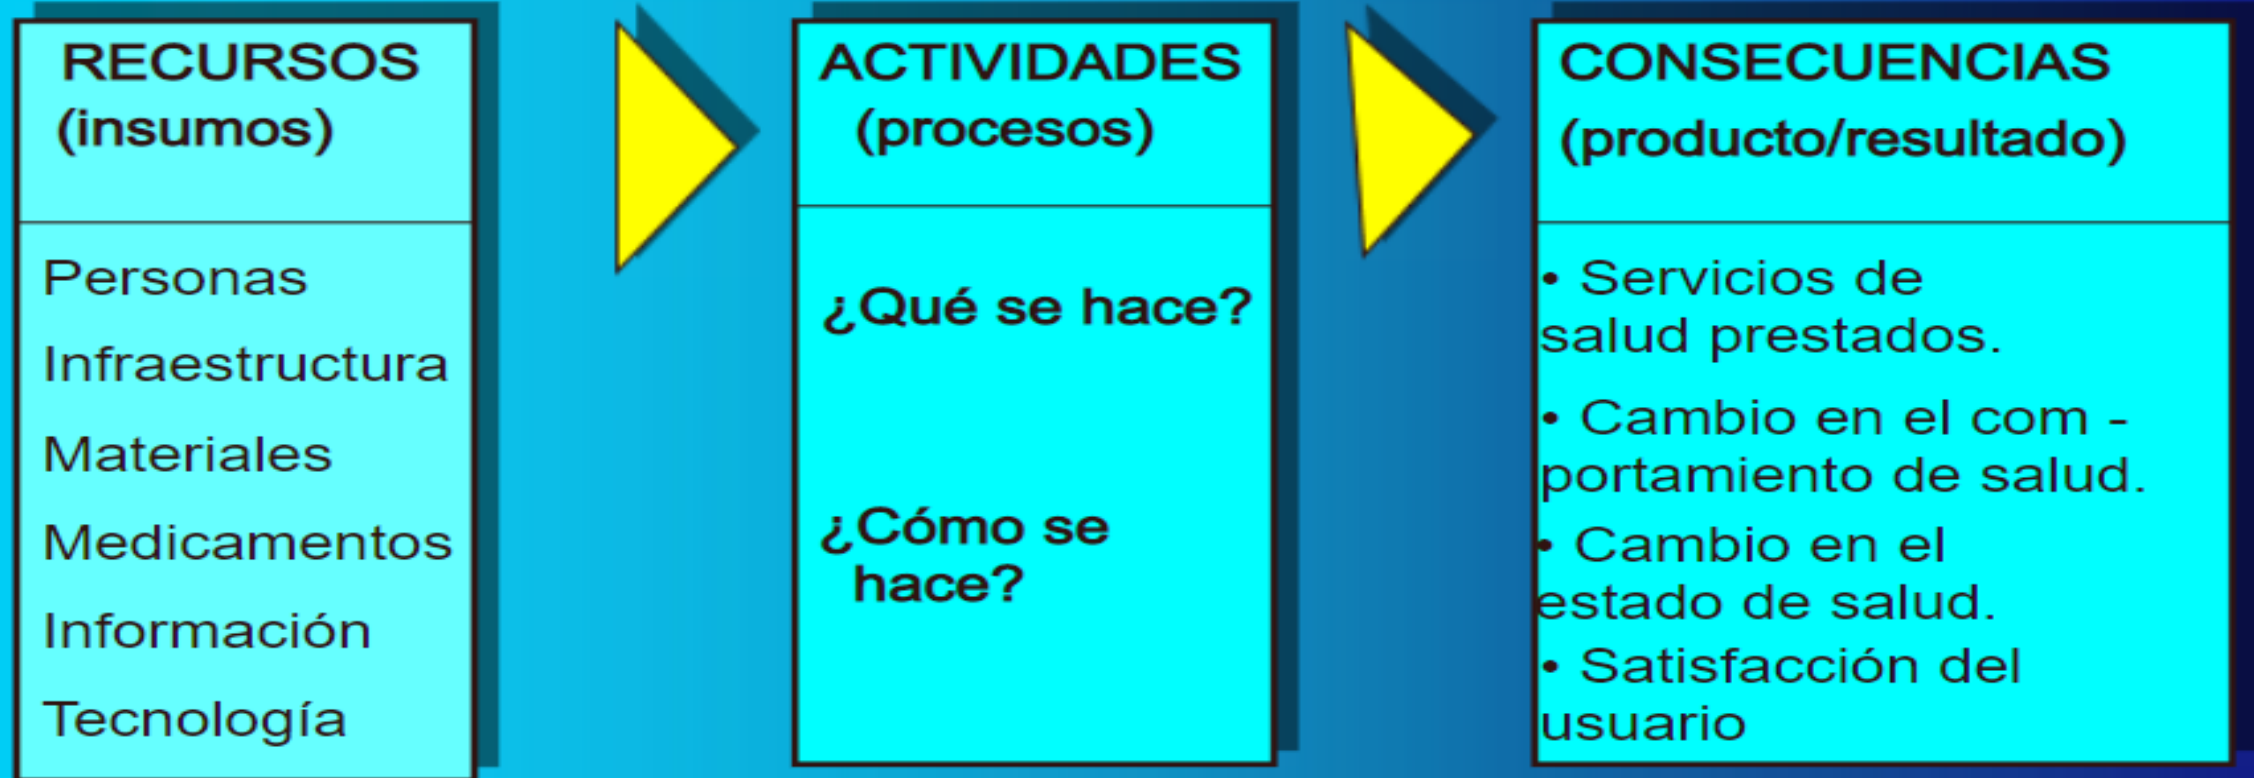 RECURSOS
(insumos)
Personas
Infraestructura
Materiales
Medicamentos
Información
Tecnología
ACTIVIDADES
(procesos)
¿Qué se hace?
¿Cómo se
hace?
CONSECUENCIAS
(producto/resultado)
• Servicios de
salud prestados.
• Cambio en el com -
portamiento de salud.
• Cambio en el
estado de salud.
• Satisfacción del
usuario